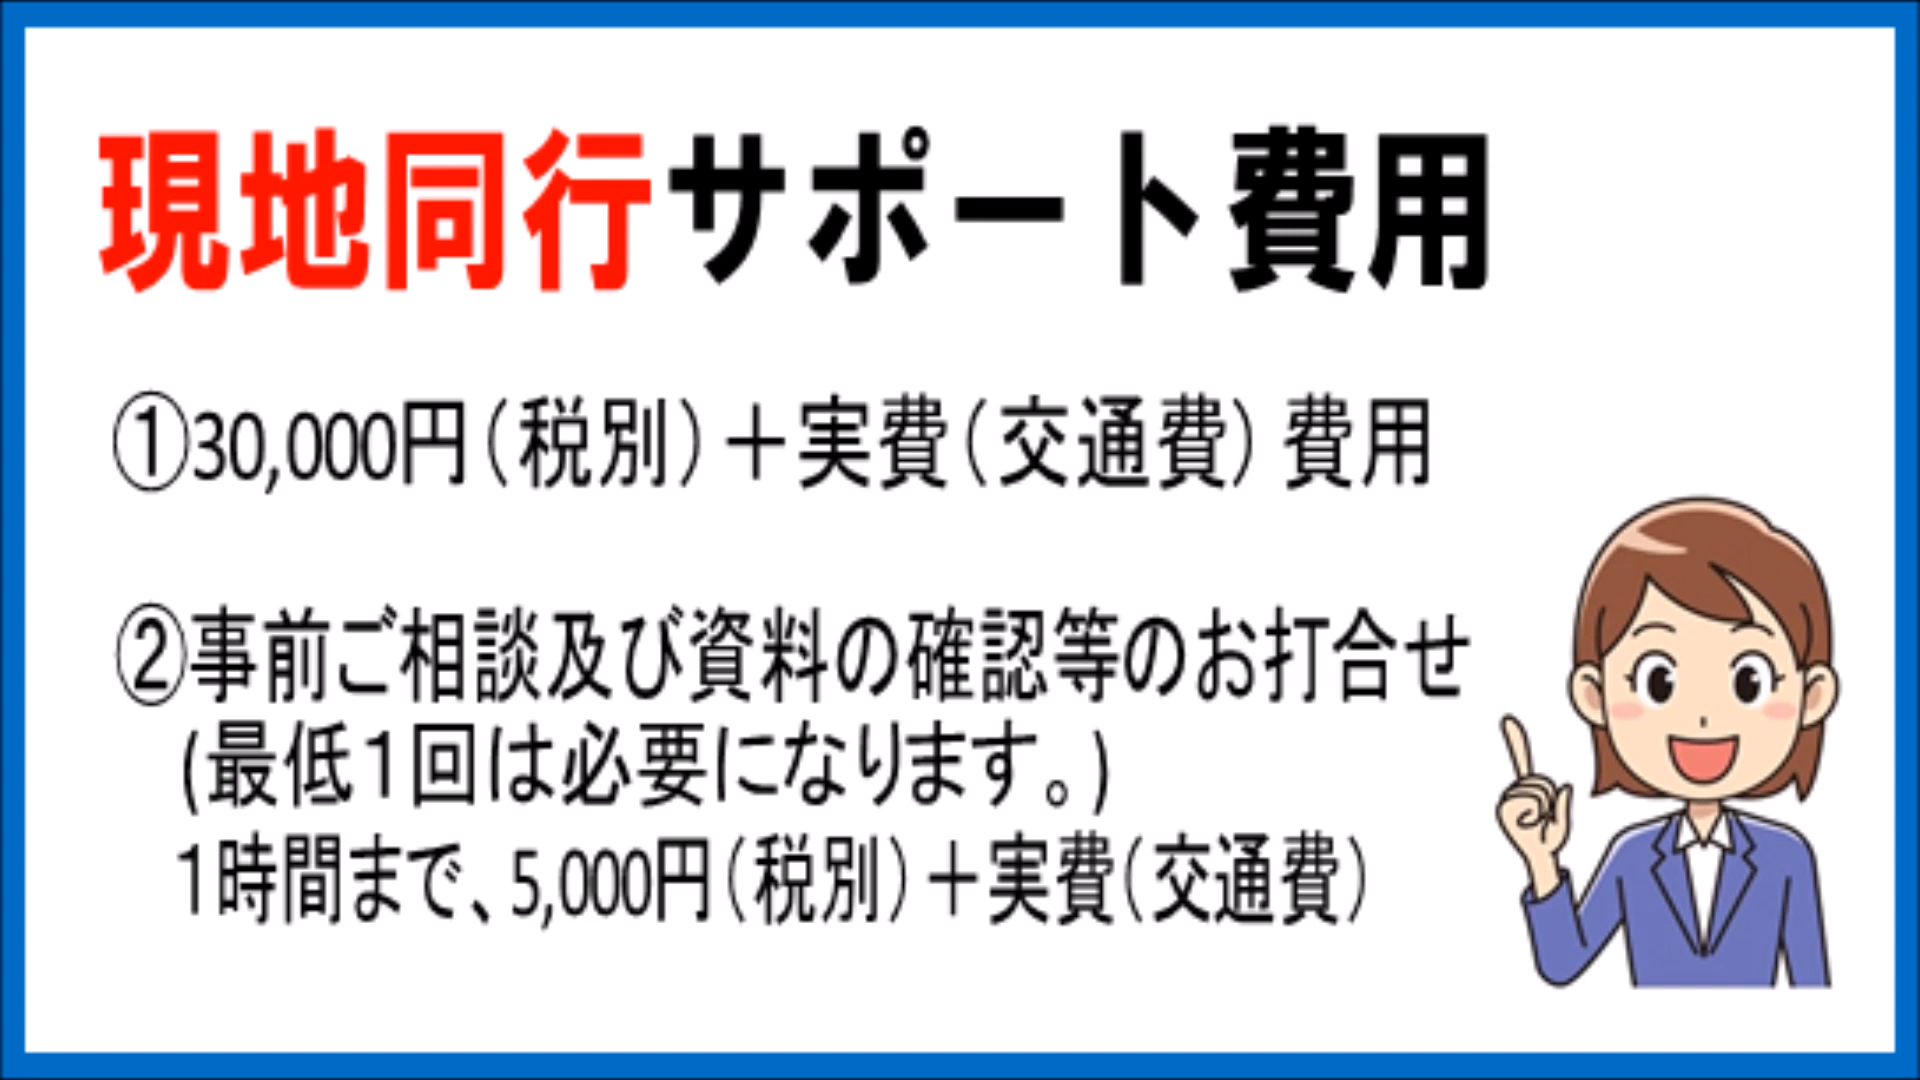 現地同行サポート費用
①30,000円(税別)＋実費(交通費) 費用
②事前ご相談及び資料の確認等のお打合せ
(最低１回は必要になります。)
１時間まで、5,000円(税別)＋実費(交通費)